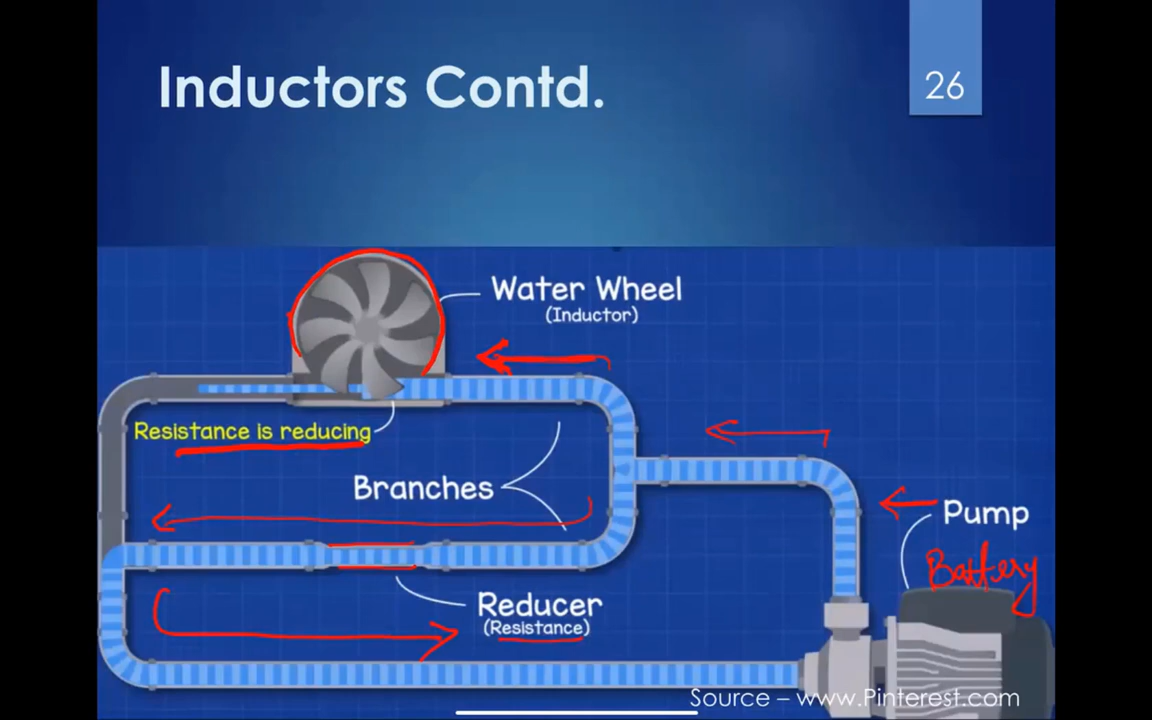 Inductors Contd.
26
Water Wheel
(Inductor)
Resistance is reducing
Branches
Pump
Battery
Reducer
(Resistance)
Source – www.Pinterest.com